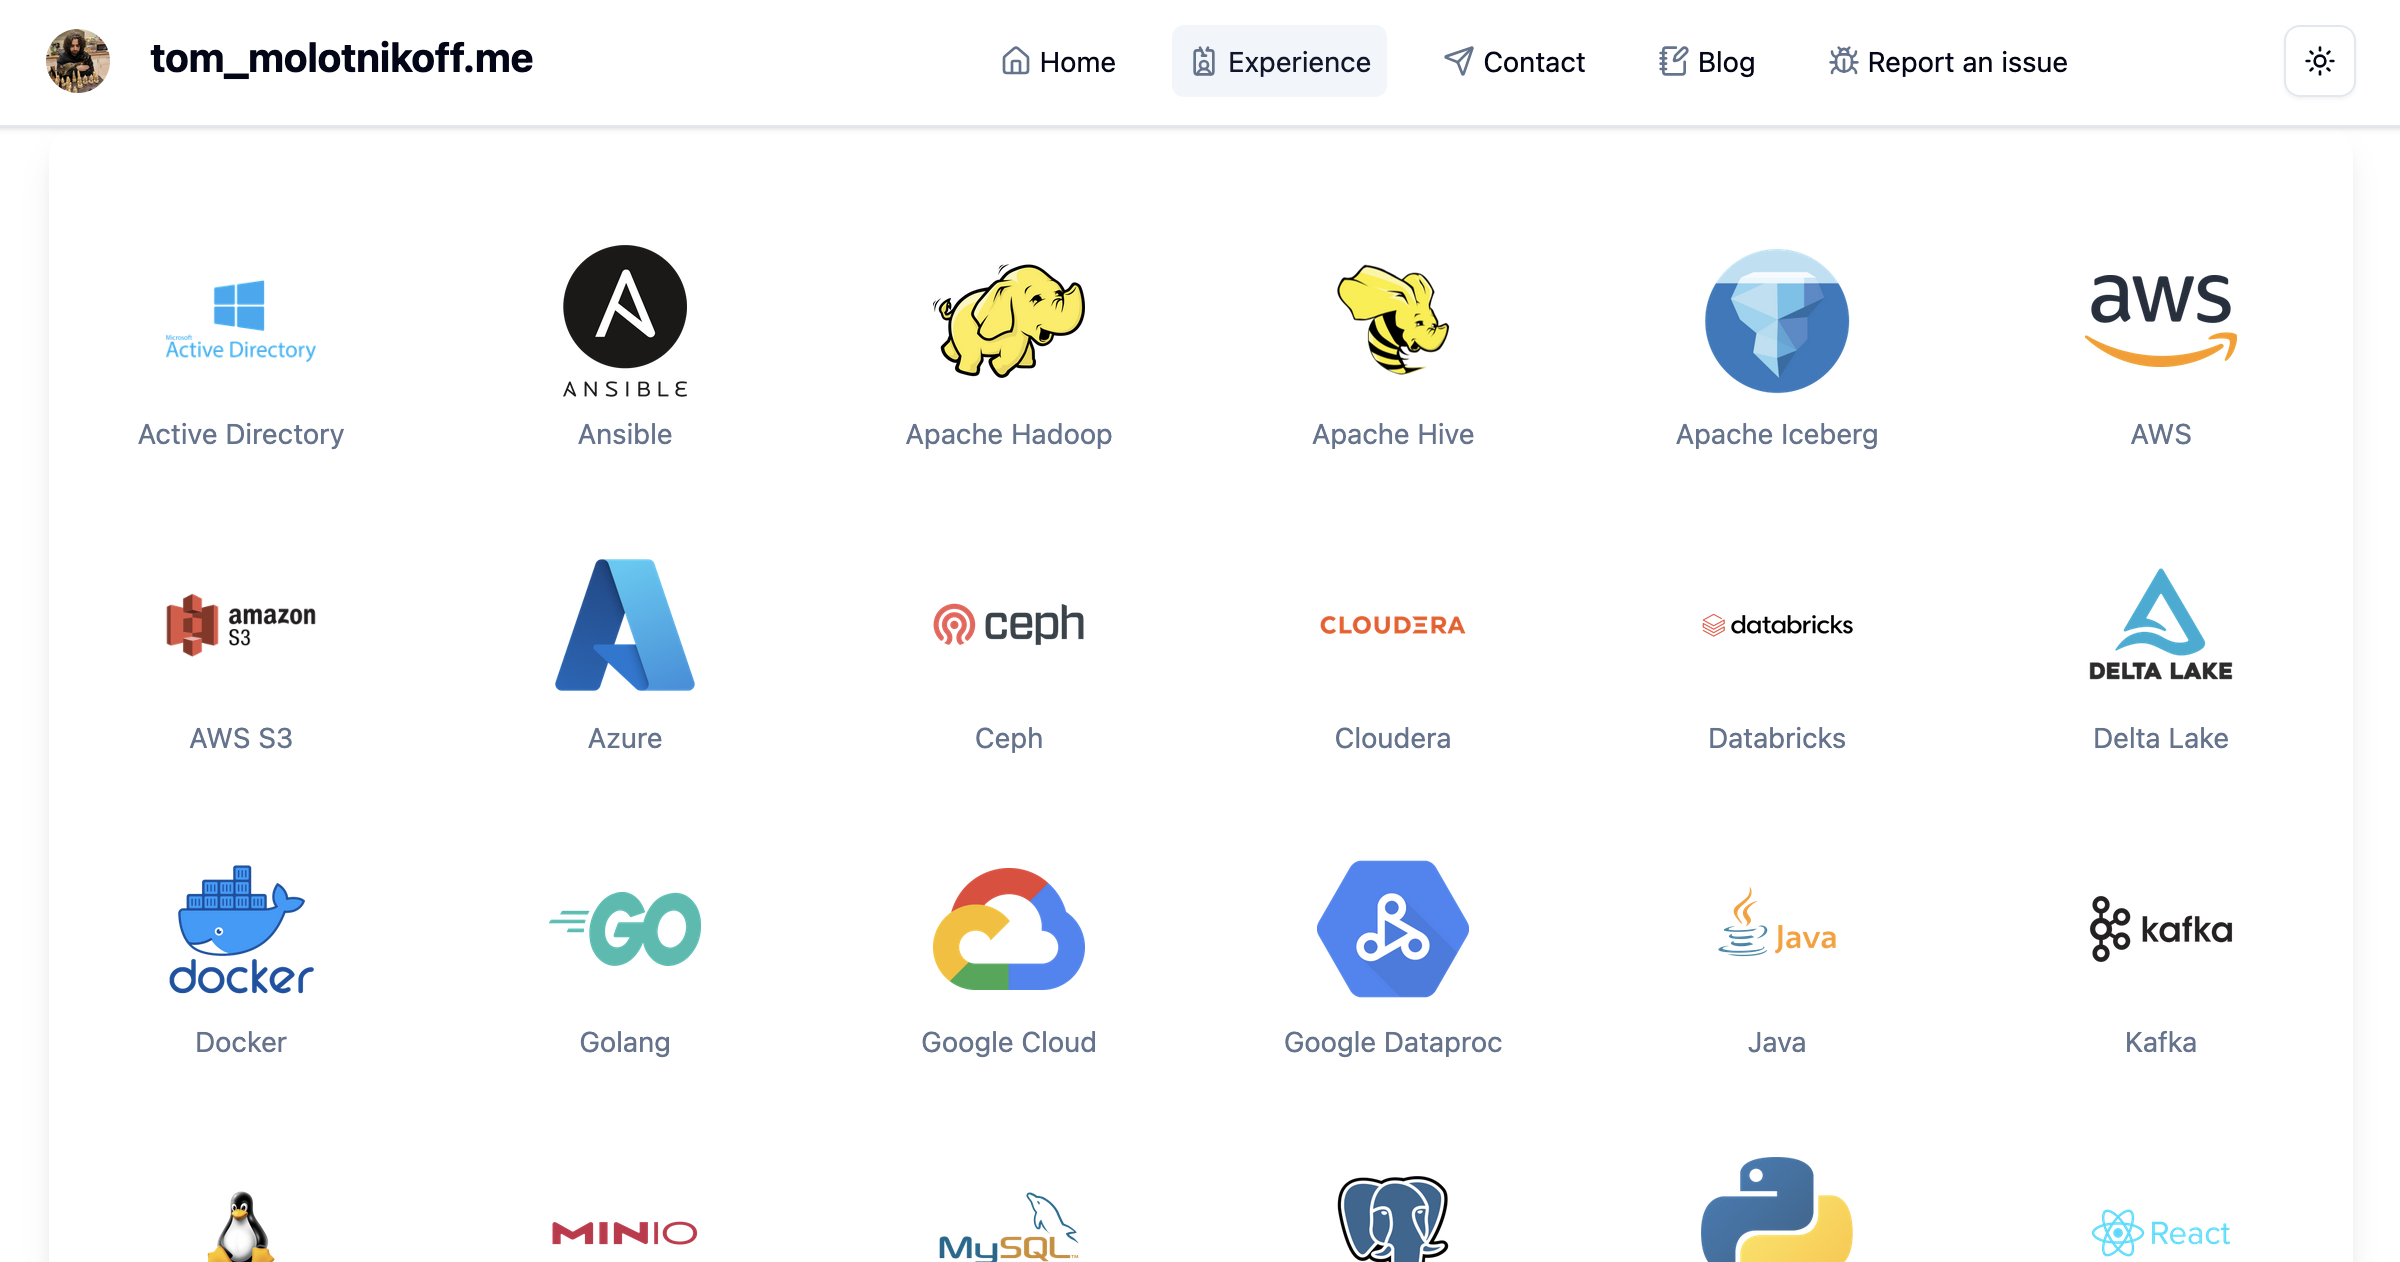 tom_molotnikoff.me
Home
Experience
Contact
Blog
Report an issue
Microsoft
Active Directory
ANSIBLE
aws
Active Directory
Ansible
Apache Hadoop
Apache Hive
Apache Iceberg
AWS
amazon
S3
ceph
CLOUDERA
databricks
DELTA LAKE
AWS S3
Azure
Ceph
Cloudera
Databricks
Delta Lake
docker
GO
Java
kafka
Docker
Golang
Google Cloud
Google Dataproc
Java
Kafka
MINIO
MySQL™
React